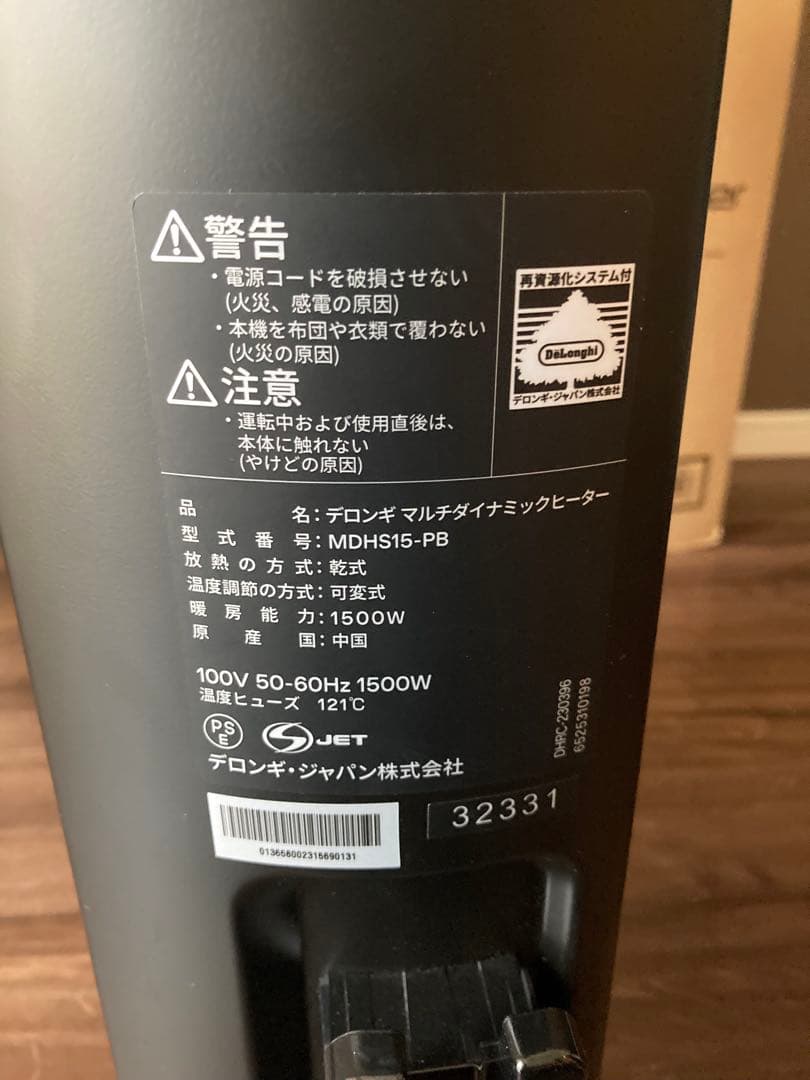 警告
・電源コードを破損させない
(火災、感電の原因)
・本機を布団や衣類で覆わない
(火災の原因)
注意
・運転中および使用直後は、
本体に触れない
(やけどの原因)
再資源化システム付
DeLonghi
デロンギ・ジャパン株式会社
品名：デロンギ マルチダイナミックヒーター
型式番号：MDHS15-PB
放熱の方式：乾式
温度調節の方式：可変式
暖房能力：1500W
原産国：中国
100V 50-60Hz 1500W
温度ヒューズ 121℃
PSE
JET
デロンギ・ジャパン株式会社
DHRC-230396
6525310198
32331
013656002315690131